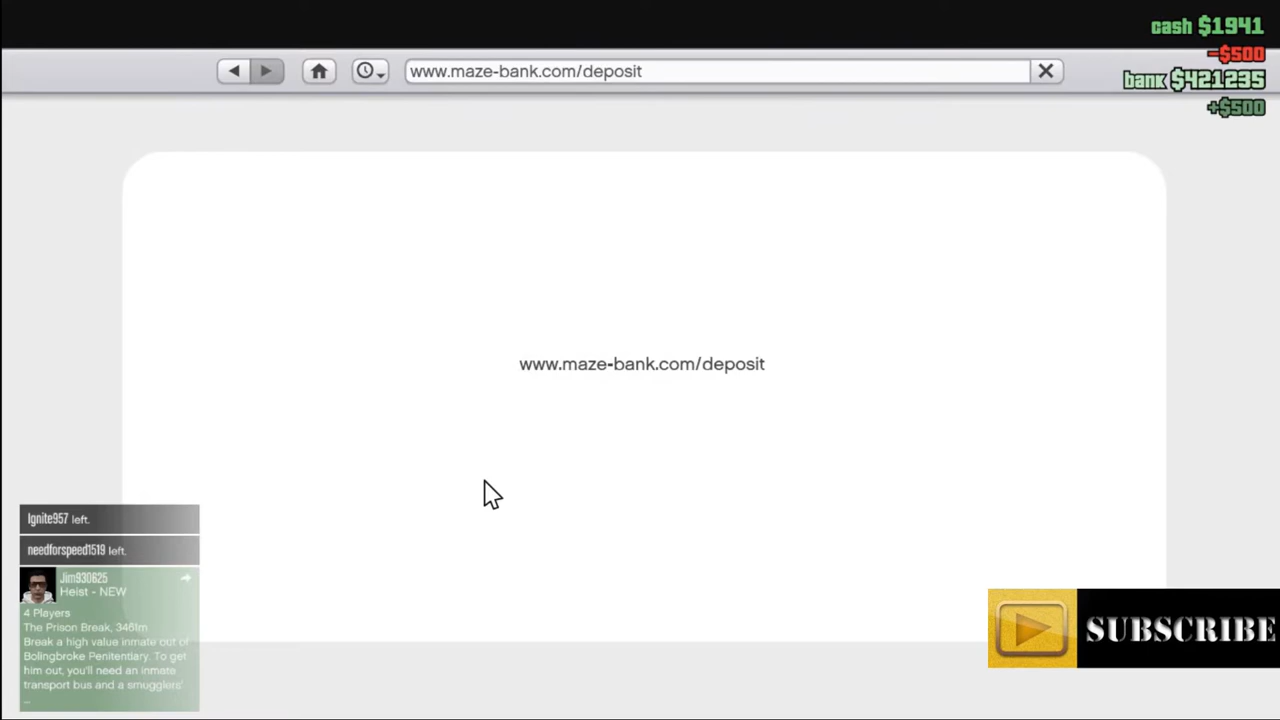 cash $1941
-$500
bank $421235
+$500
www.maze-bank.com/deposit
www.maze-bank.com/deposit
Ignite957 left.
needforspeed1519 left.
Jim930625
Heist - NEW
4 Players
The Prison Break, 3461m
Break a high value inmate out of
Bolingbroke Penitentiary. To get
him out, you'll need an inmate
transport bus and a smugglers'
...
SUBSCRIBE